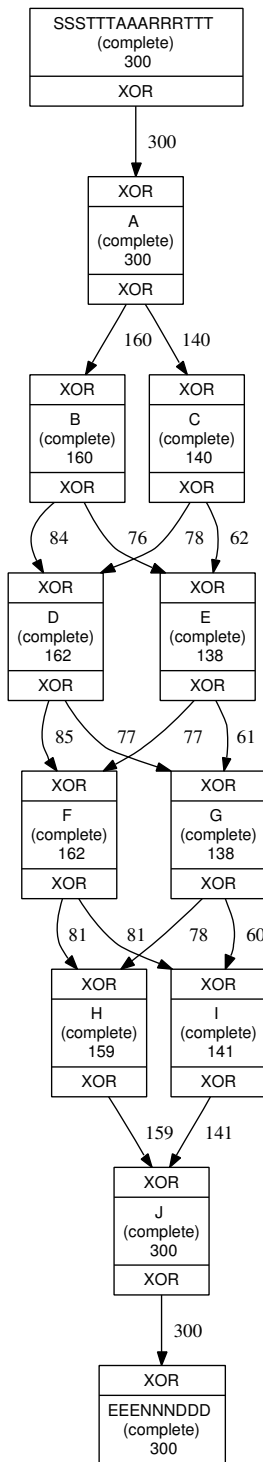 SSSTTTAAARRRTTT
(complete)
300
XOR
300
XOR
A
(complete)
300
XOR
160 140
XOR XOR
B C
(complete) (complete)
160 140
XOR XOR
84 76 78 62
XOR XOR
D E
(complete) (complete)
162 138
XOR XOR
85 77 77 61
XOR XOR
F G
(complete) (complete)
162 138
XOR XOR
81 81 78 60
XOR XOR
H I
(complete) (complete)
159 141
XOR XOR
159 141
XOR
J
(complete)
300
XOR
300
XOR
EEENNNDDD
(complete)
300